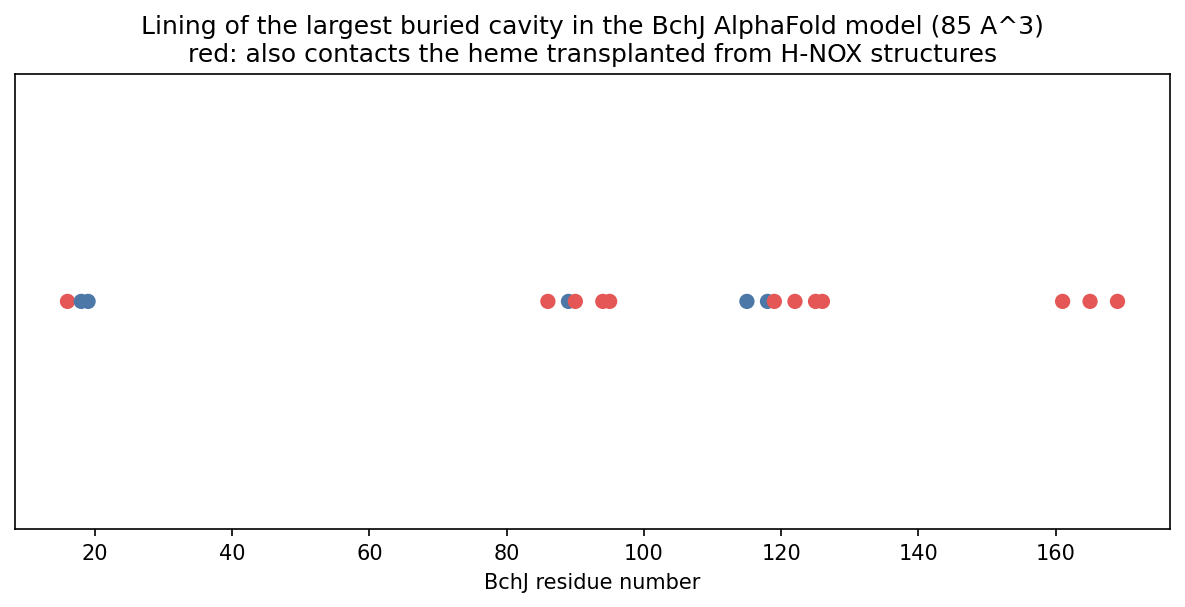 Lining of the largest buried cavity in the BchJ AlphaFold model (85 A^3)
red: also contacts the heme transplanted from H-NOX structures
20 40 60 80 100 120 140 160
BchJ residue number